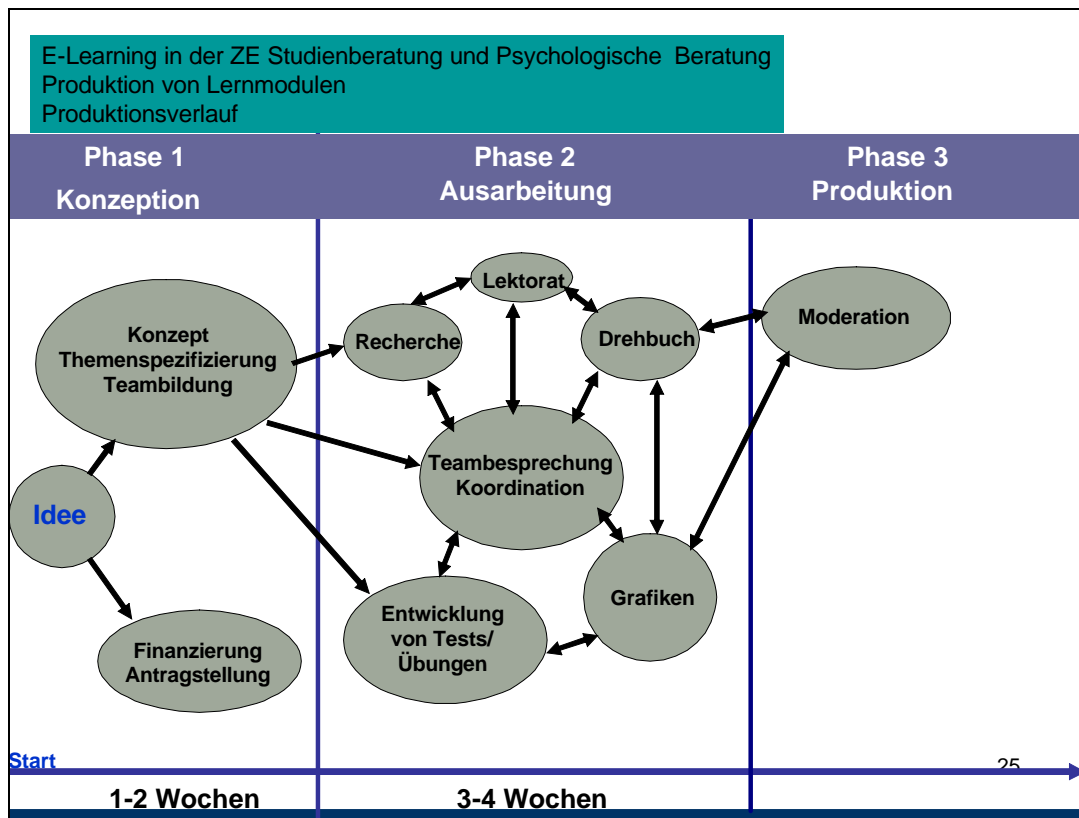 E-Learning in der ZE Studienberatung und Psychologische Beratung
Produktion von Lernmodulen
Produktionsverlauf
Phase 1
Konzeption
Phase 2
Ausarbeitung
Phase 3
Produktion
Konzept
Themenspezifizierung
Teambildung
Idee
Finanzierung
Antragstellung
Recherche
Lektorat
Drehbuch
Teambesprechung
Koordination
Entwicklung
von Tests/
Übungen
Grafiken
Moderation
Start
25
1-2 Wochen
3-4 Wochen